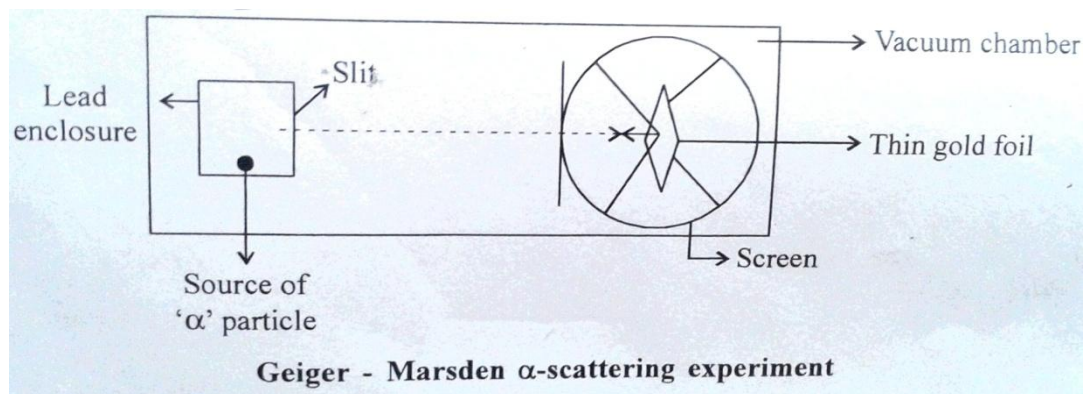 Vacuum chamber
Slit
Lead
enclosure
Thin gold foil
Screen
Source of
‘α’ particle
Geiger - Marsden α-scattering experiment